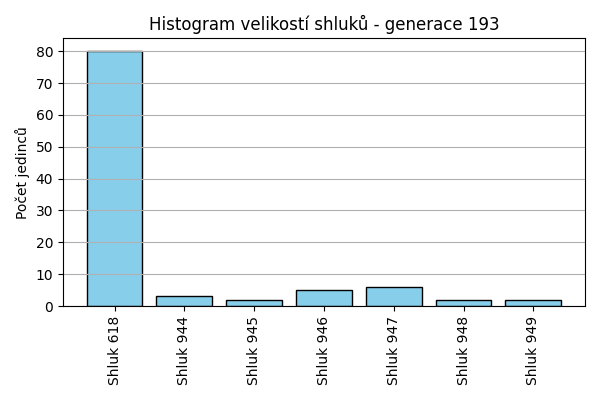 Histogram velikostí shluků - generace 193
Počet jedinců
80
70
60
50
40
30
20
10
0
Shluk 618
Shluk 944
Shluk 945
Shluk 946
Shluk 947
Shluk 948
Shluk 949